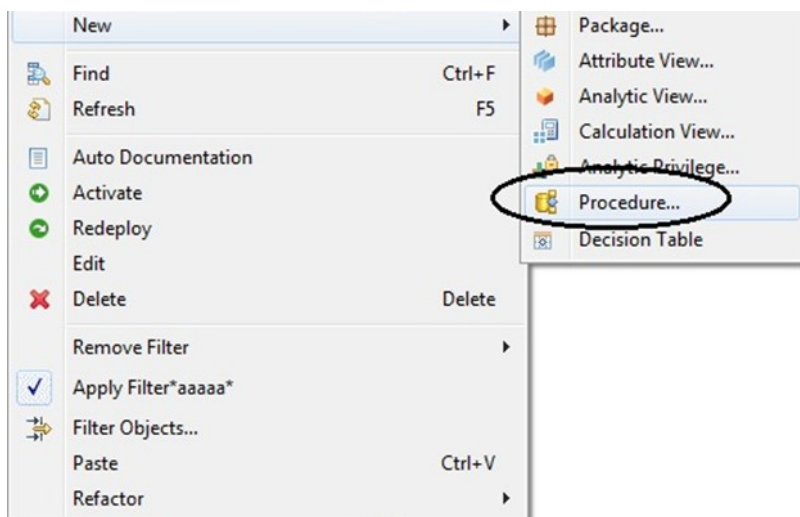 New
Find Ctrl+F
Refresh F5
Auto Documentation
Activate
Redeploy
Edit
Delete Delete
Remove Filter
Apply Filter*aaaaa*
Filter Objects...
Paste Ctrl+V
Refactor
Package...
Attribute View...
Analytic View...
Calculation View...
Analytic Privilege...
Procedure...
Decision Table